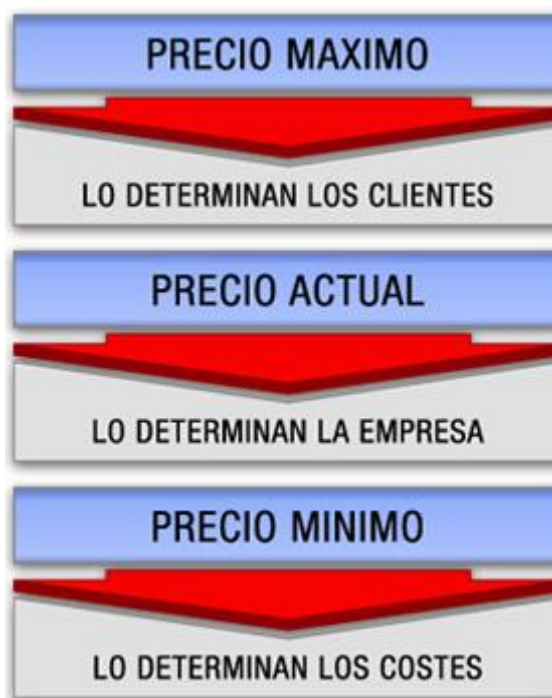 PRECIO MAXIMO
LO DETERMINAN LOS CLIENTES
PRECIO ACTUAL
LO DETERMINAN LA EMPRESA
PRECIO MINIMO
LO DETERMINAN LOS COSTES